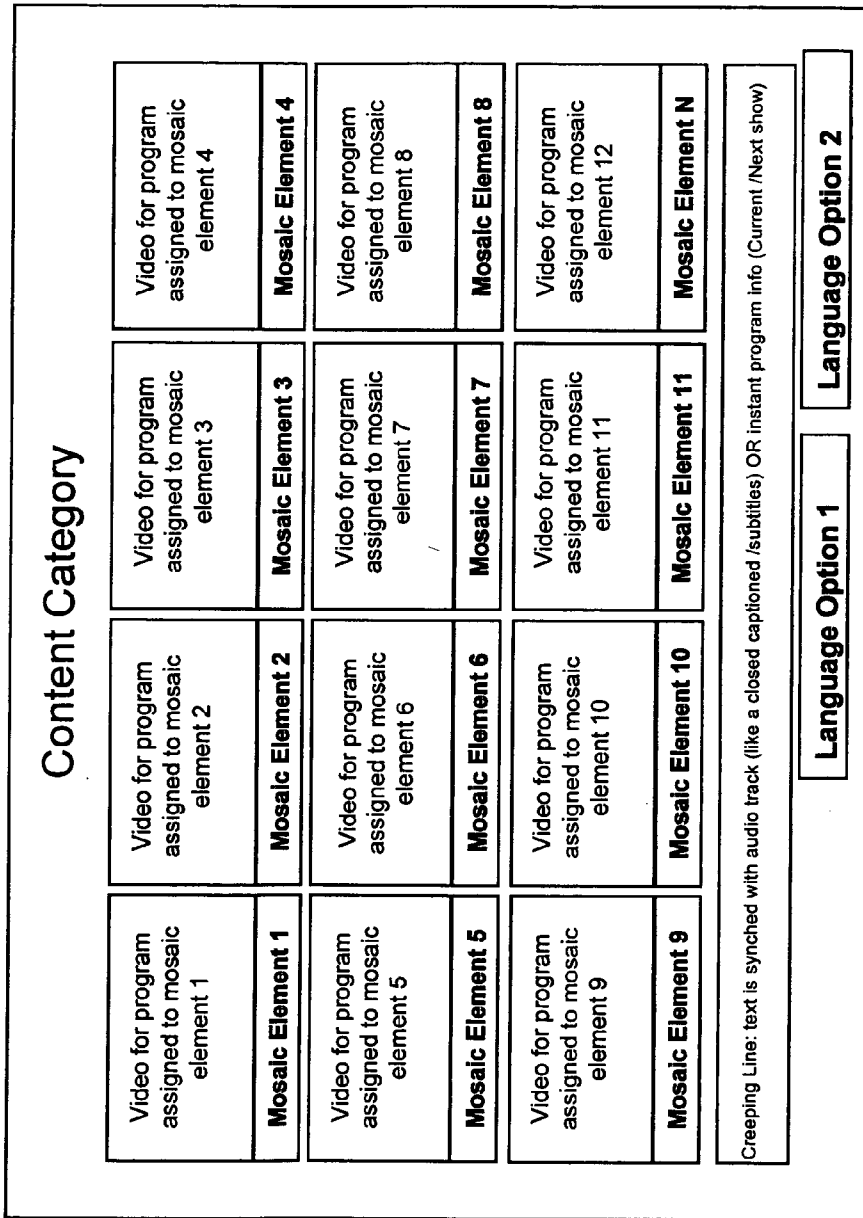 Content Category
Video for program
assigned to mosaic
element 1
Mosaic Element 1
Video for program
assigned to mosaic
element 2
Mosaic Element 2
Video for program
assigned to mosaic
element 3
Mosaic Element 3
Video for program
assigned to mosaic
element 4
Mosaic Element 4
Video for program
assigned to mosaic
element 5
Mosaic Element 5
Video for program
assigned to mosaic
element 6
Mosaic Element 6
Video for program
assigned to mosaic
element 7
Mosaic Element 7
Video for program
assigned to mosaic
element 8
Mosaic Element 8
Video for program
assigned to mosaic
element 9
Mosaic Element 9
Video for program
assigned to mosaic
element 10
Mosaic Element 10
Video for program
assigned to mosaic
element 11
Mosaic Element 11
Video for program
assigned to mosaic
element 12
Mosaic Element N
Creeping Line: text is synched with audio track (like a closed captioned /subtitles) OR instant program info (Current /Next show)
Language Option 1
Language Option 2